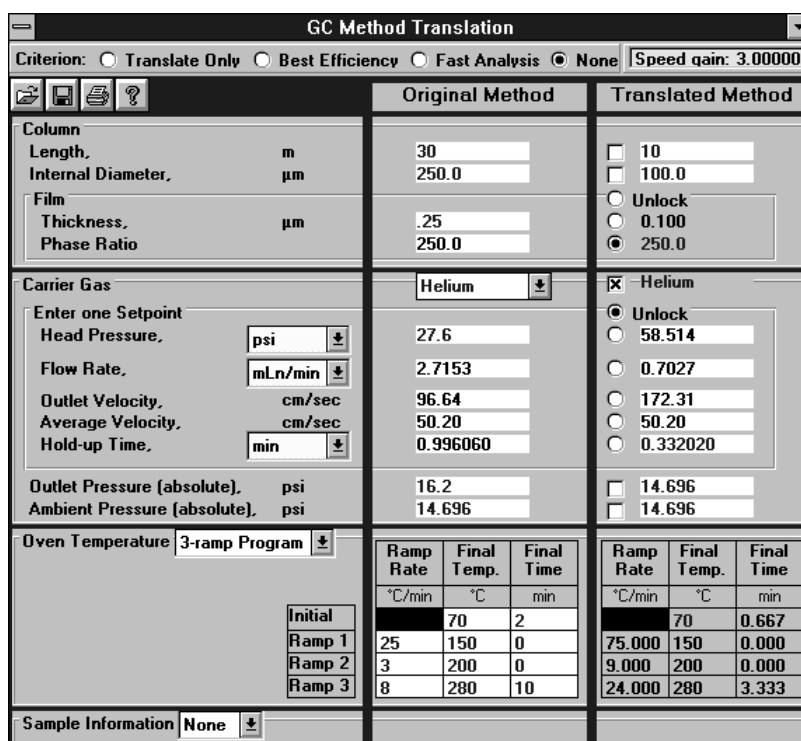 GC Method Translation
Criterion: Translate Only Best Efficiency Fast Analysis None Speed gain: 3.00000
Original Method Translated Method
Column
Length, m 30 10
Internal Diameter, µm 250.0 100.0
Film Unlock
Thickness, µm .25 0.100
Phase Ratio 250.0 250.0
Carrier Gas Helium Helium
Enter one Setpoint Unlock
Head Pressure, psi 27.6 58.514
Flow Rate, mLn/min 2.7153 0.7027
Outlet Velocity, cm/sec 96.64 172.31
Average Velocity, cm/sec 50.20 50.20
Hold-up Time, min 0.996060 0.332020
Outlet Pressure (absolute), psi 16.2 14.696
Ambient Pressure (absolute), psi 14.696 14.696
Oven Temperature 3-ramp Program
Ramp Rate Final Temp. Final Time Ramp Rate Final Temp. Final Time
°C/min °C min °C/min °C min
Initial 70 2 70 0.667
Ramp 1 25 150 0 75.000 150 0.000
Ramp 2 3 200 0 9.000 200 0.000
Ramp 3 8 280 10 24.000 280 3.333
Sample Information None